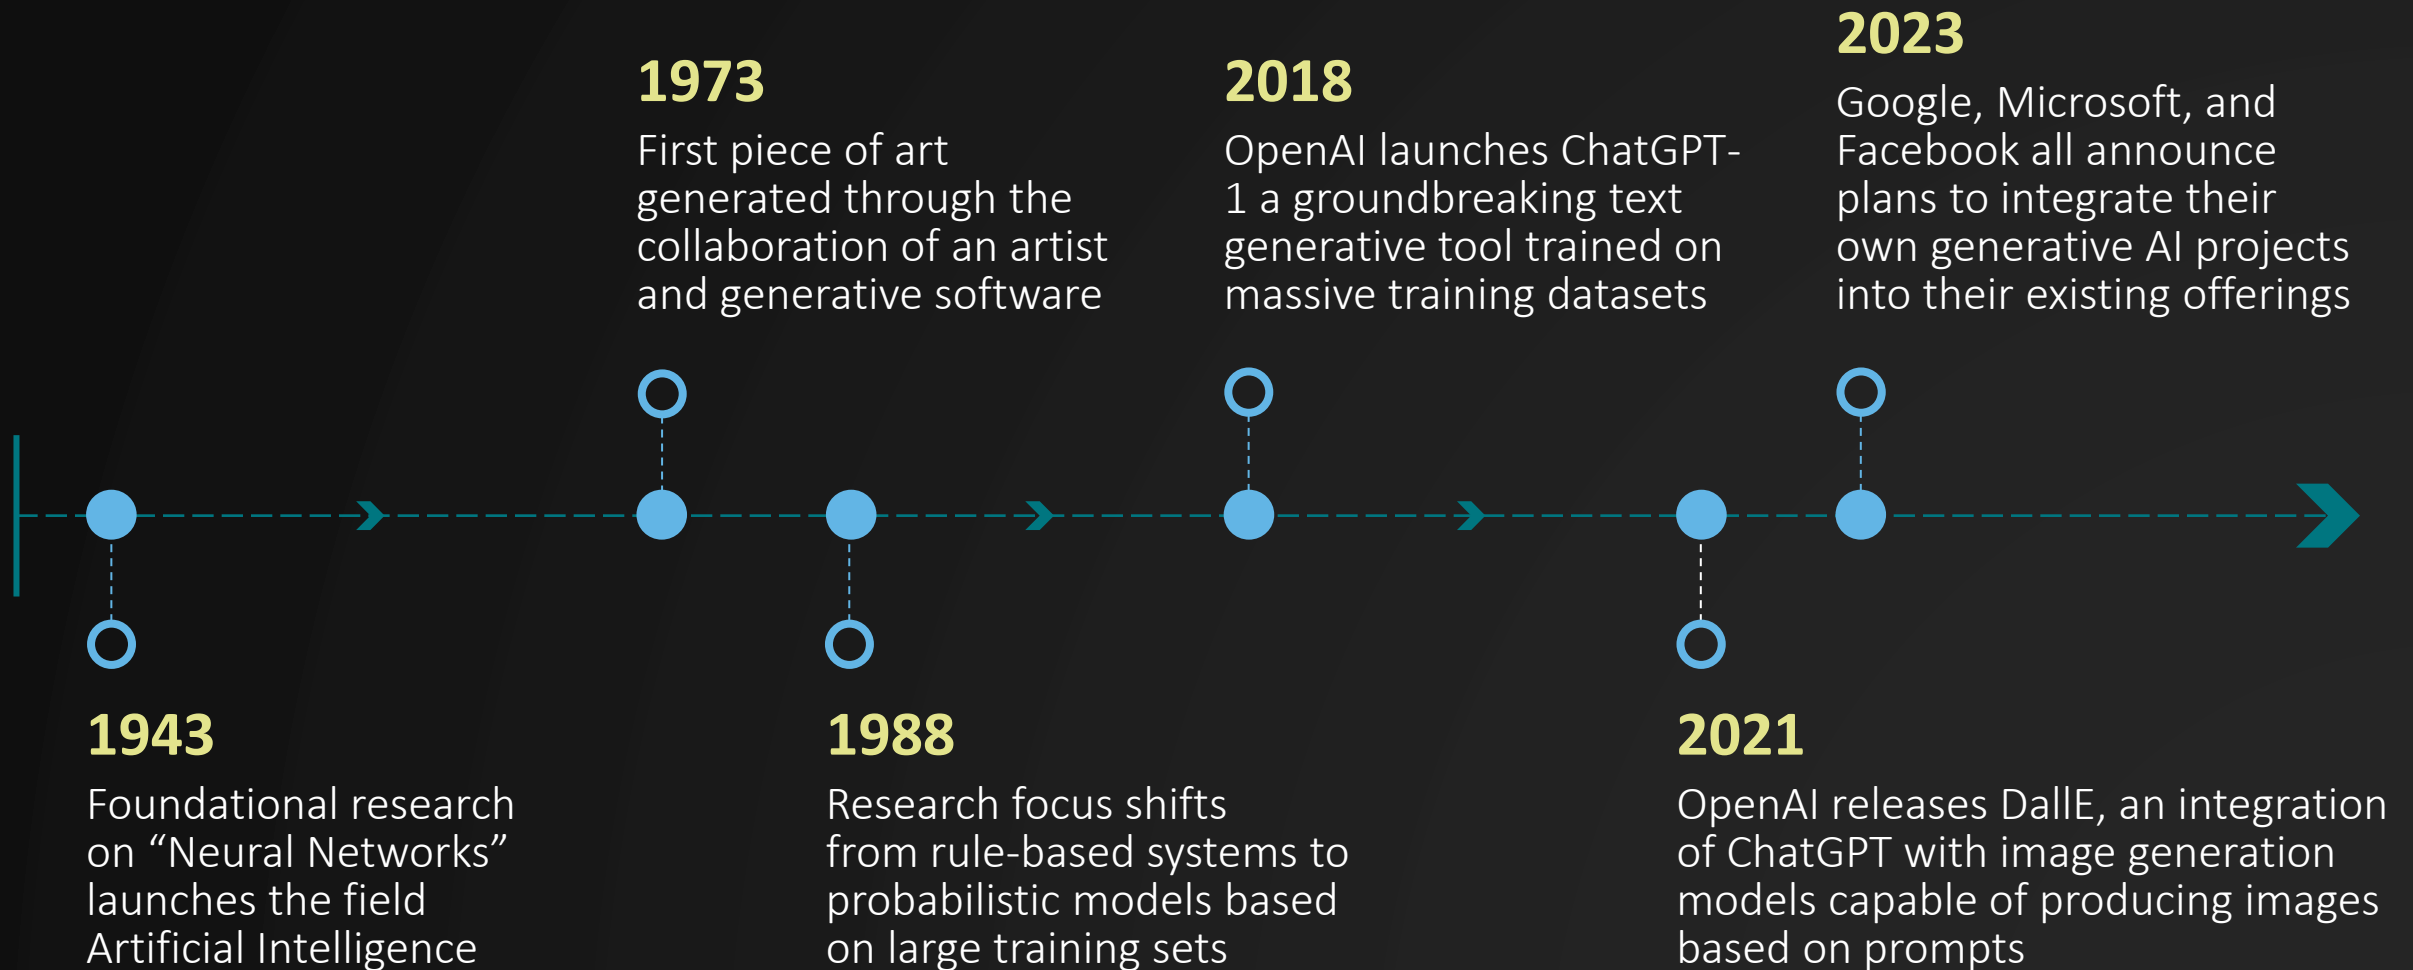 1943
Foundational research
on “Neural Networks”
launches the field
Artificial Intelligence
1973
First piece of art
generated through the
collaboration of an artist
and generative software
1988
Research focus shifts
from rule-based systems to
probabilistic models based
on large training sets
2018
OpenAI launches ChatGPT-
1 a groundbreaking text
generative tool trained on
massive training datasets
2021
OpenAI releases DallE, an integration
of ChatGPT with image generation
models capable of producing images
based on prompts
2023
Google, Microsoft, and
Facebook all announce
plans to integrate their
own generative AI projects
into their existing offerings